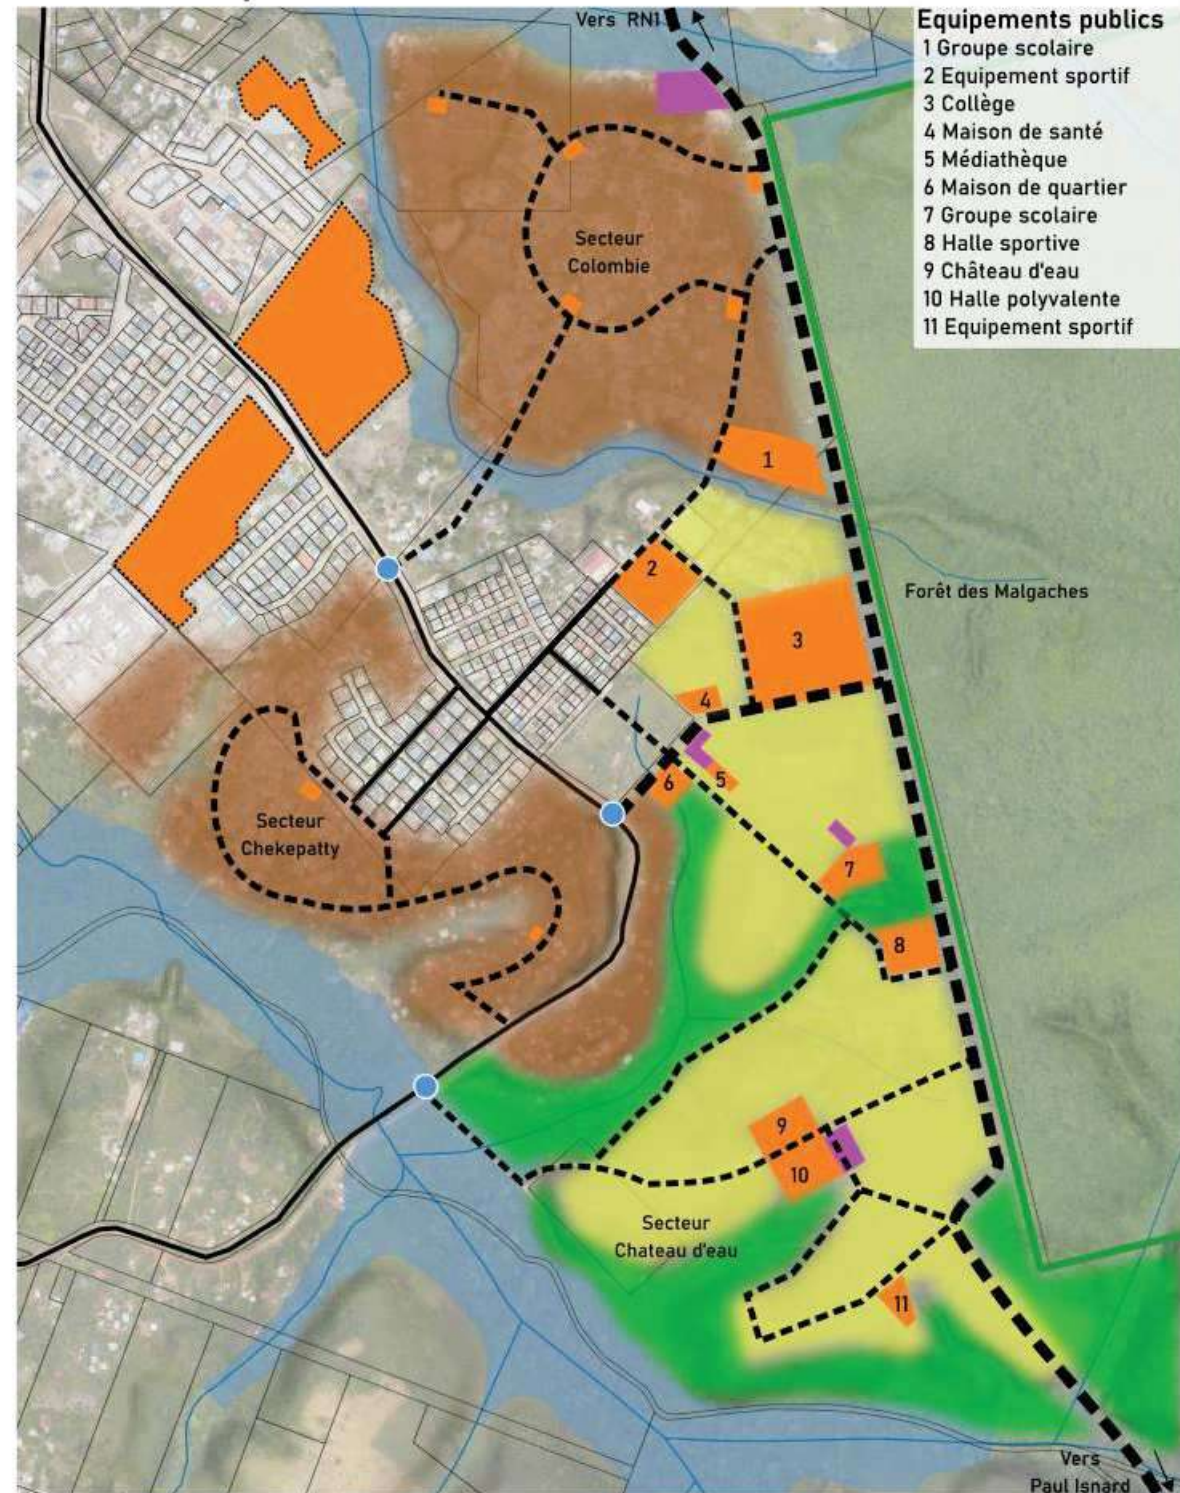 Vers RN1
Equipements publics
1 Groupe scolaire
2 Equipement sportif
3 Collège
4 Maison de santé
5 Médiathèque
6 Maison de quartier
7 Groupe scolaire
8 Halle sportive
9 Château d'eau
10 Halle polyvalente
11 Equipement sportif
Secteur
Colombie
1
2
Forêt des Malgaches
3
4
5
6
Secteur
Chekepatty
7
8
9
10
Secteur
Chateau d'eau
11
Vers
Paul Isnard